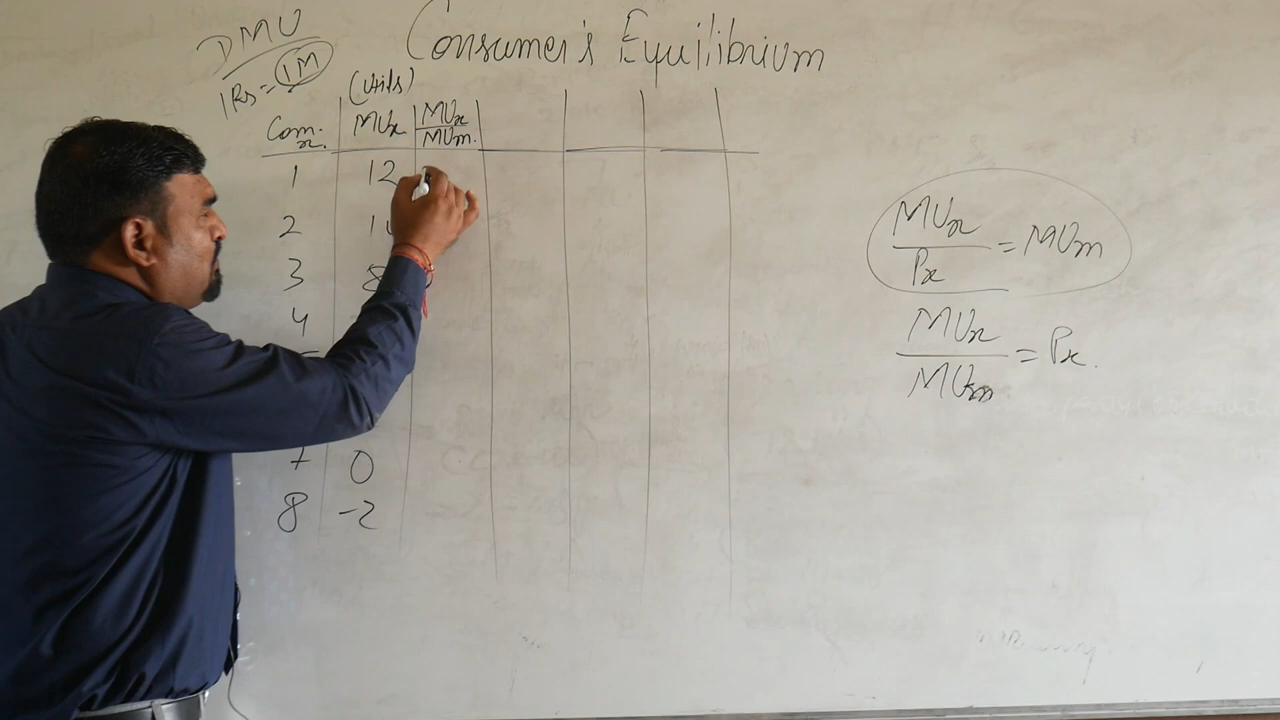 DMU
Consumer's Equilibrium
1Rs = 1M
(utils)
Com. x. MUx MUx/MUm.
1 12
2
3 8
4
7 0
8 -2
MUx/Px = MUm
MUx/MUm = Px.